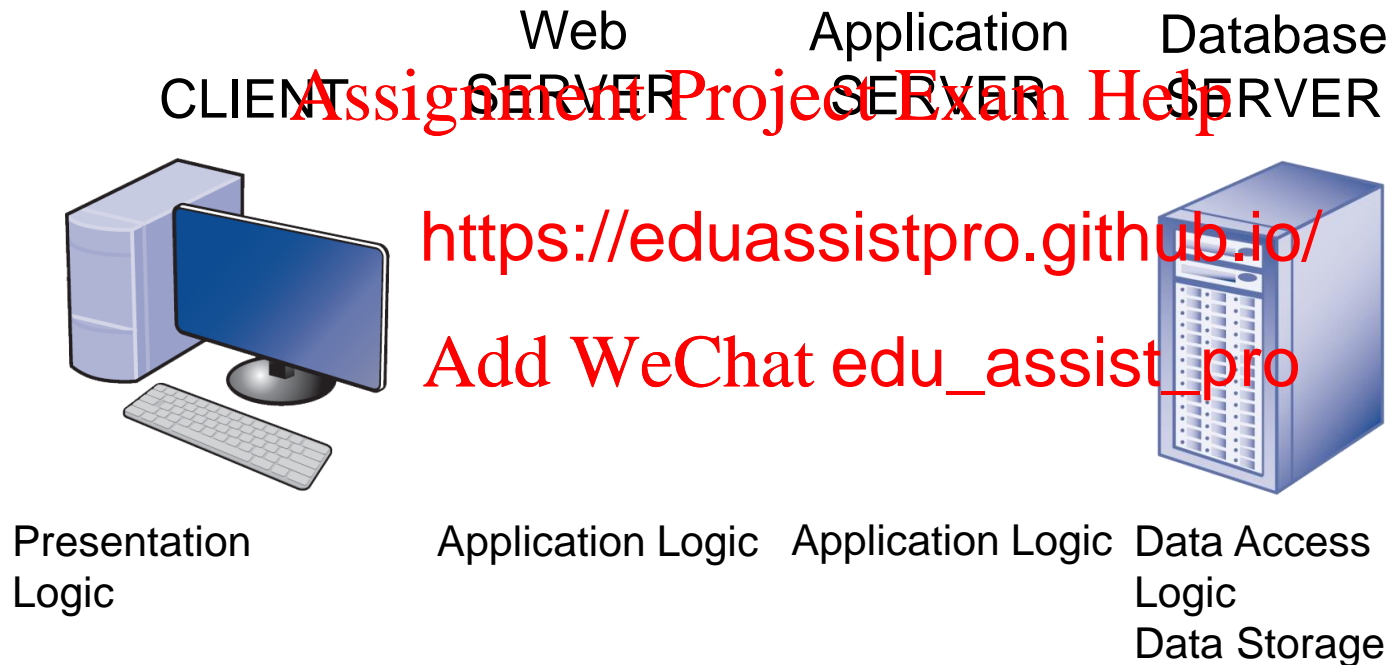 Web
SERVER
Application
SERVER
Database
SERVER
CLIENT
Assignment Project Exam Help
https://eduassistpro.github.io/
Add WeChat edu_assist_pro
Presentation
Logic
Application Logic
Application Logic
Data Access
Logic
Data Storage